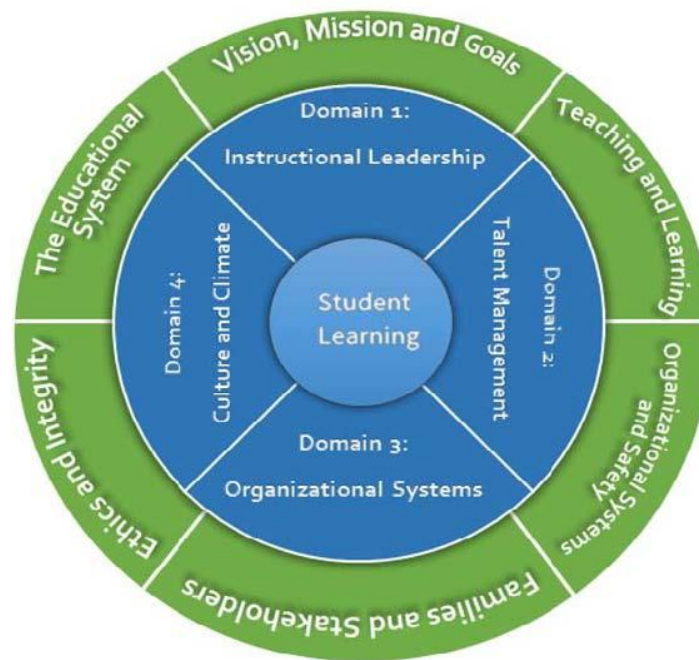 Vision, Mission and Goals
Teaching and Learning
Organizational Systems
and Safety
Families and Stakeholders
Ethics and Integrity
The Educational
System
Domain 1:
Instructional Leadership
Domain 2:
Talent Management
Domain 3:
Organizational Systems
Domain 4:
Culture and Climate
Student
Learning